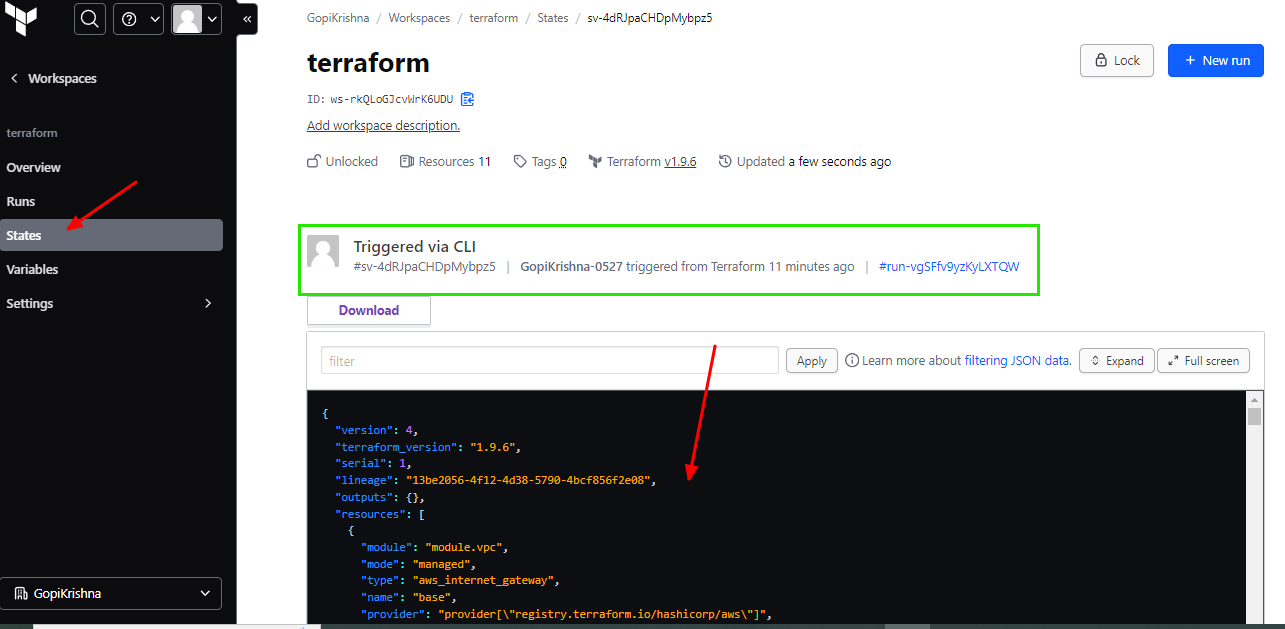 GopiKrishna / Workspaces / terraform / States / sv-4dRJpaCHDpMybpz5
terraform
Lock
+ New run
ID: ws-rkQLoGJcvWrK6UDU
Add workspace description.
Unlocked Resources 11 Tags 0 Terraform v1.9.6 Updated a few seconds ago
«
Workspaces
terraform
Overview
Runs
States
Variables
Settings
GopiKrishna
Triggered via CLI
#sv-4dRJpaCHDpMybpz5 | GopiKrishna-0527 triggered from Terraform 11 minutes ago | #run-vgSFfv9yzKyLXTQW
Download
filter
Apply
Learn more about filtering JSON data.
Expand
Full screen
{
"version": 4,
"terraform_version": "1.9.6",
"serial": 1,
"lineage": "13be2056-4f12-4d38-5790-4bcf856f2e08",
"outputs": {},
"resources": [
{
"module": "module.vpc",
"mode": "managed",
"type": "aws_internet_gateway",
"name": "base",
"provider": "provider[\"registry.terraform.io/hashicorp/aws\"]",